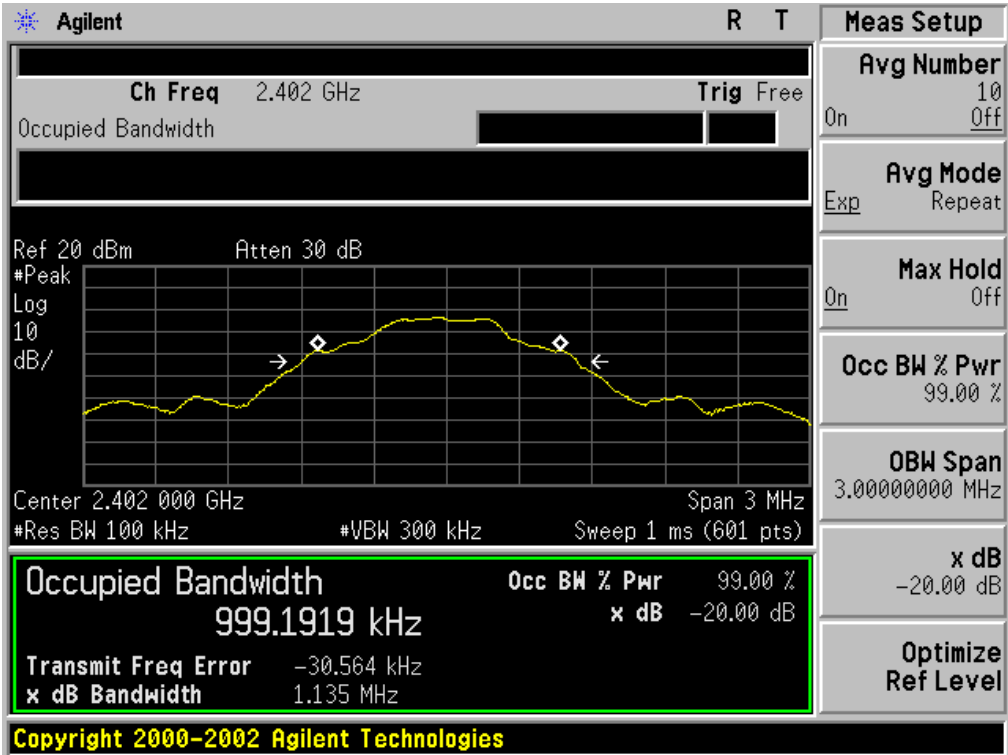 Agilent R T Meas Setup
Ch Freq 2.402 GHz Trig Free
Occupied Bandwidth
Avg Number
10
On Off
Avg Mode
Exp Repeat
Max Hold
On Off
Occ BW % Pwr
99.00 %
OBW Span
3.00000000 MHz
x dB
-20.00 dB
Optimize
Ref Level
Ref 20 dBm Atten 30 dB
#Peak
Log
10
dB/
Center 2.402 000 GHz Span 3 MHz
#Res BW 100 kHz #VBW 300 kHz Sweep 1 ms (601 pts)
Occupied Bandwidth
999.1919 kHz
Occ BW % Pwr 99.00 %
x dB -20.00 dB
Transmit Freq Error -30.564 kHz
x dB Bandwidth 1.135 MHz
Copyright 2000-2002 Agilent Technologies